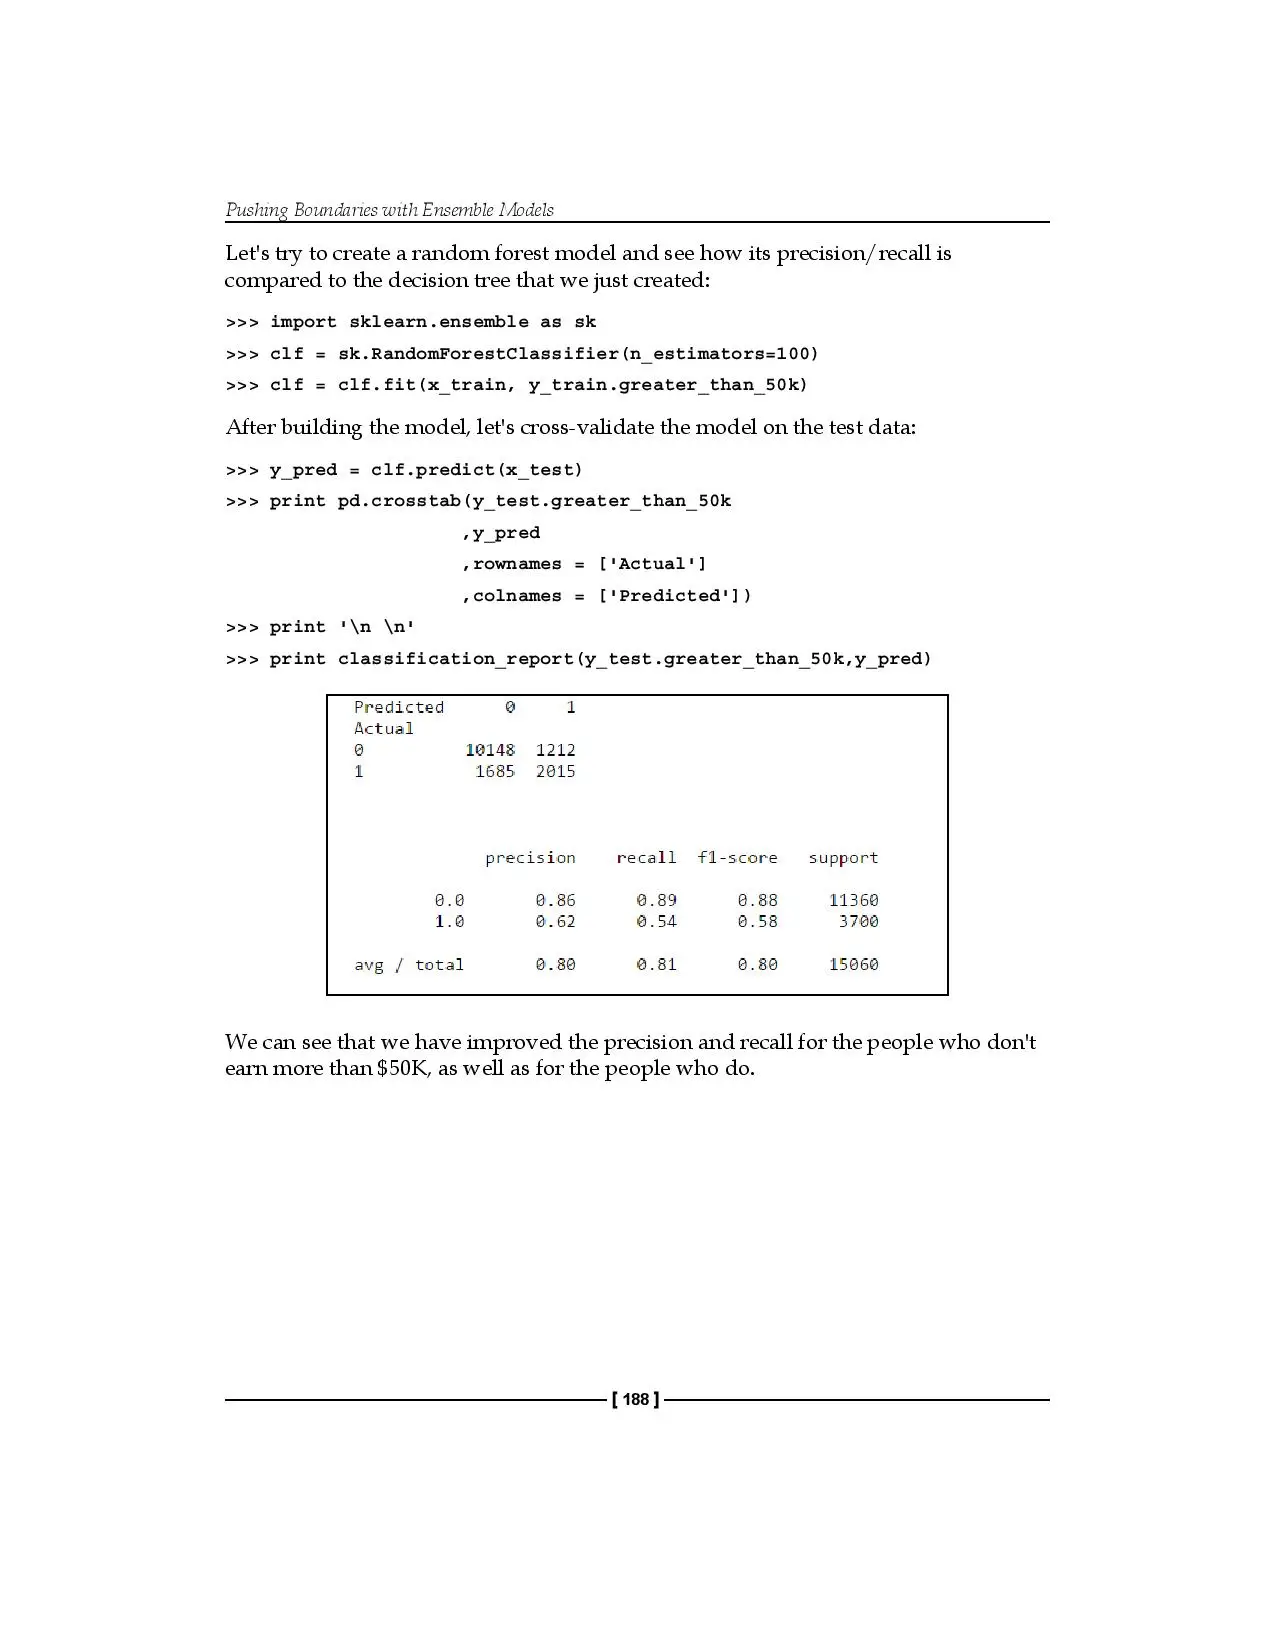 Pushing Boundaries with Ensemble Models
Let's try to create a random forest model and see how its precision/recall is
compared to the decision tree that we just created:
>>> import sklearn.ensemble as sk
>>> clf = sk.RandomForestClassifier(n_estimators=100)
>>> clf = clf.fit(x_train, y_train.greater_than_50k)
After building the model, let's cross-validate the model on the test data:
>>> y_pred = clf.predict(x_test)
>>> print pd.crosstab(y_test.greater_than_50k
,y_pred
,rownames = ['Actual']
,colnames = ['Predicted'])
>>> print '\n \n'
>>> print classification_report(y_test.greater_than_50k,y_pred)
Predicted 0 1
Actual
0 10148 1212
1 1685 2015
precision recall f1-score support
0.0 0.86 0.89 0.88 11360
1.0 0.62 0.54 0.58 3700
avg / total 0.80 0.81 0.80 15060
We can see that we have improved the precision and recall for the people who don't
earn more than $50K, as well as for the people who do.
[ 188 ]